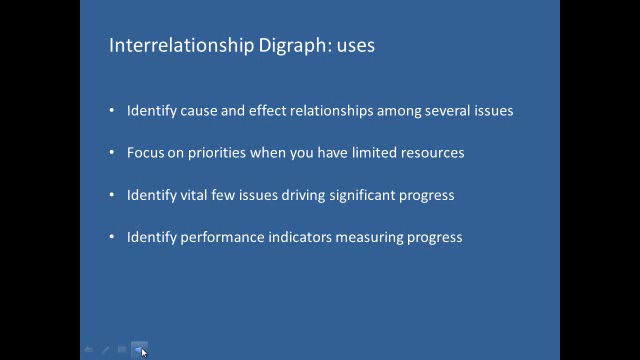 Interrelationship Digraph: uses
• Identify cause and effect relationships among several issues
• Focus on priorities when you have limited resources
• Identify vital few issues driving significant progress
• Identify performance indicators measuring progress